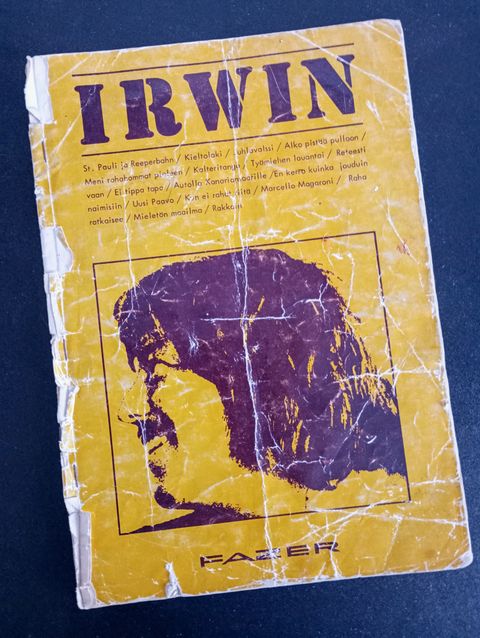 IRWIN
St. Pauli ja Reeperbahn / Kieltolaki / Juhlavalssi / Alko pistää pulloon /
Meni rahahommat pieleen / Kalteritango / Työmiehen lauantai / Reteesti
vaan / Ei tippa tapa / Autolla Kanariansaarille / En kerro kuinka jouduin
naimisiin / Uusi Paavo / Kun ei rahat riitä / Marcello Magaroni / Raha
ratkaisee / Mieletön maailma / Rakkaus
FAZER